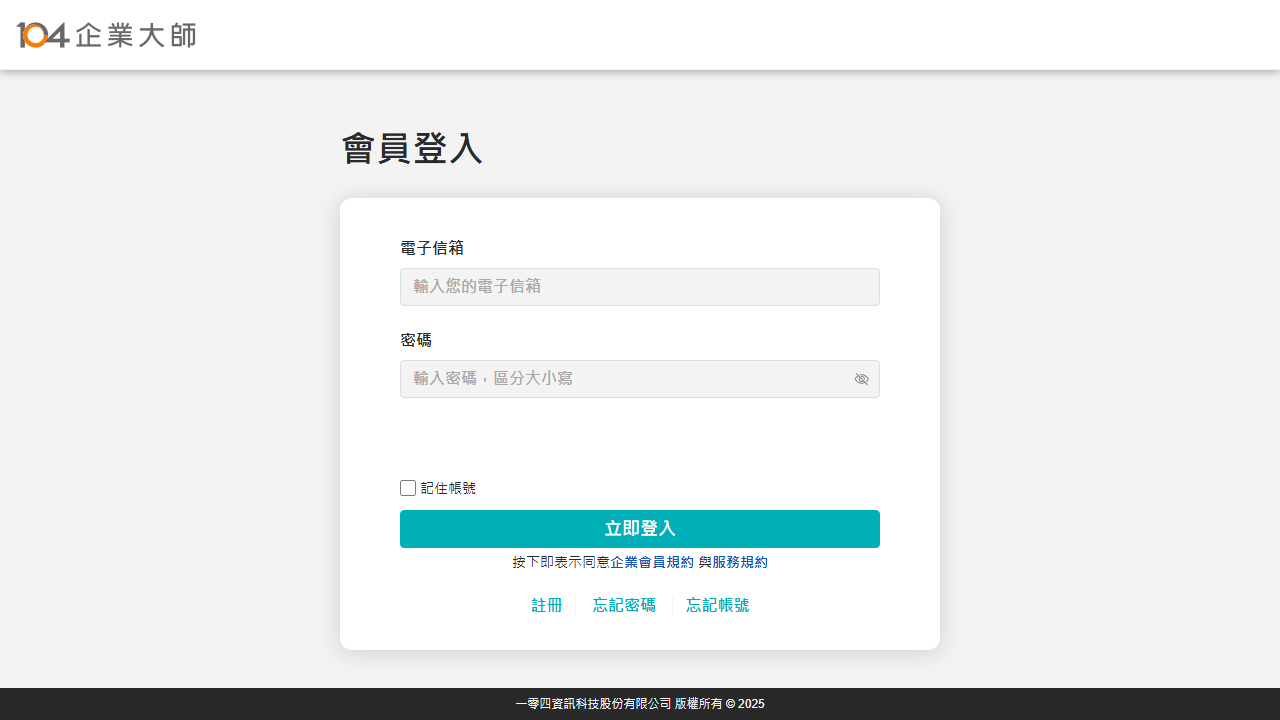 104 企業大師
會員登入
電子信箱
輸入您的電子信箱
密碼
輸入密碼，區分大小寫
記住帳號
立即登入
按下即表示同意企業會員規約 與服務規約
註冊 忘記密碼 忘記帳號
一零四資訊科技股份有限公司 版權所有 © 2025